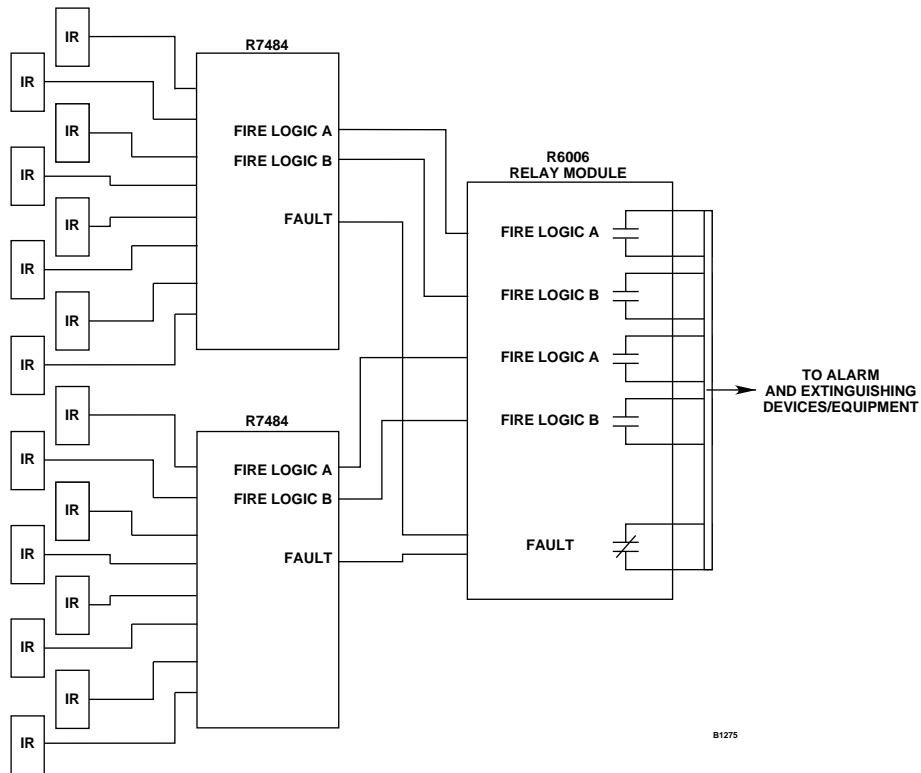 IR
IR
IR
IR
IR
IR
IR
IR
R7484
FIRE LOGIC A
FIRE LOGIC B
FAULT
IR
IR
IR
IR
IR
IR
IR
IR
R7484
FIRE LOGIC A
FIRE LOGIC B
FAULT
R6006
RELAY MODULE
FIRE LOGIC A
FIRE LOGIC B
FIRE LOGIC A
FIRE LOGIC B
FAULT
TO ALARM
AND EXTINGUISHING
DEVICES/EQUIPMENT
B1275